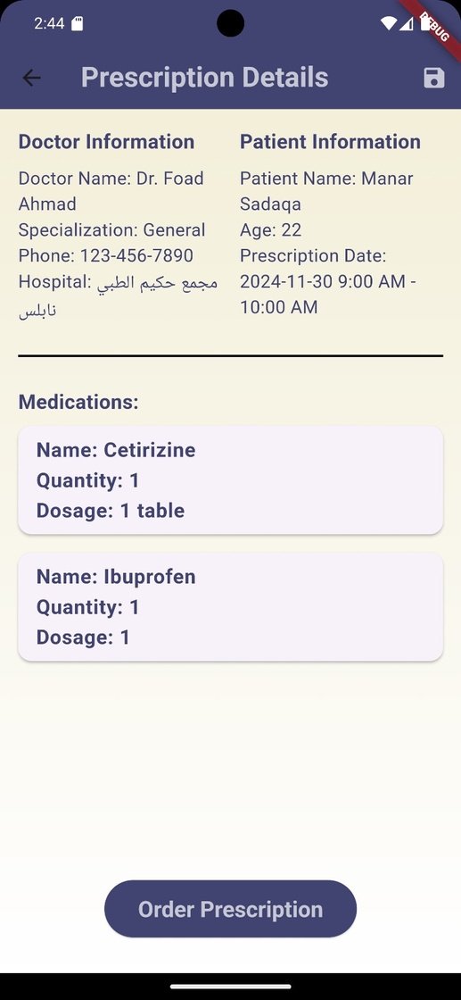 2:44
DEBUG
Prescription Details
Doctor Information
Doctor Name: Dr. Foad
Ahmad
Specialization: General
Phone: 123-456-7890
Hospital: مجمع حكيم الطبي
نابلس
Patient Information
Patient Name: Manar
Sadaqa
Age: 22
Prescription Date:
2024-11-30 9:00 AM -
10:00 AM
Medications:
Name: Cetirizine
Quantity: 1
Dosage: 1 table
Name: Ibuprofen
Quantity: 1
Dosage: 1
Order Prescription